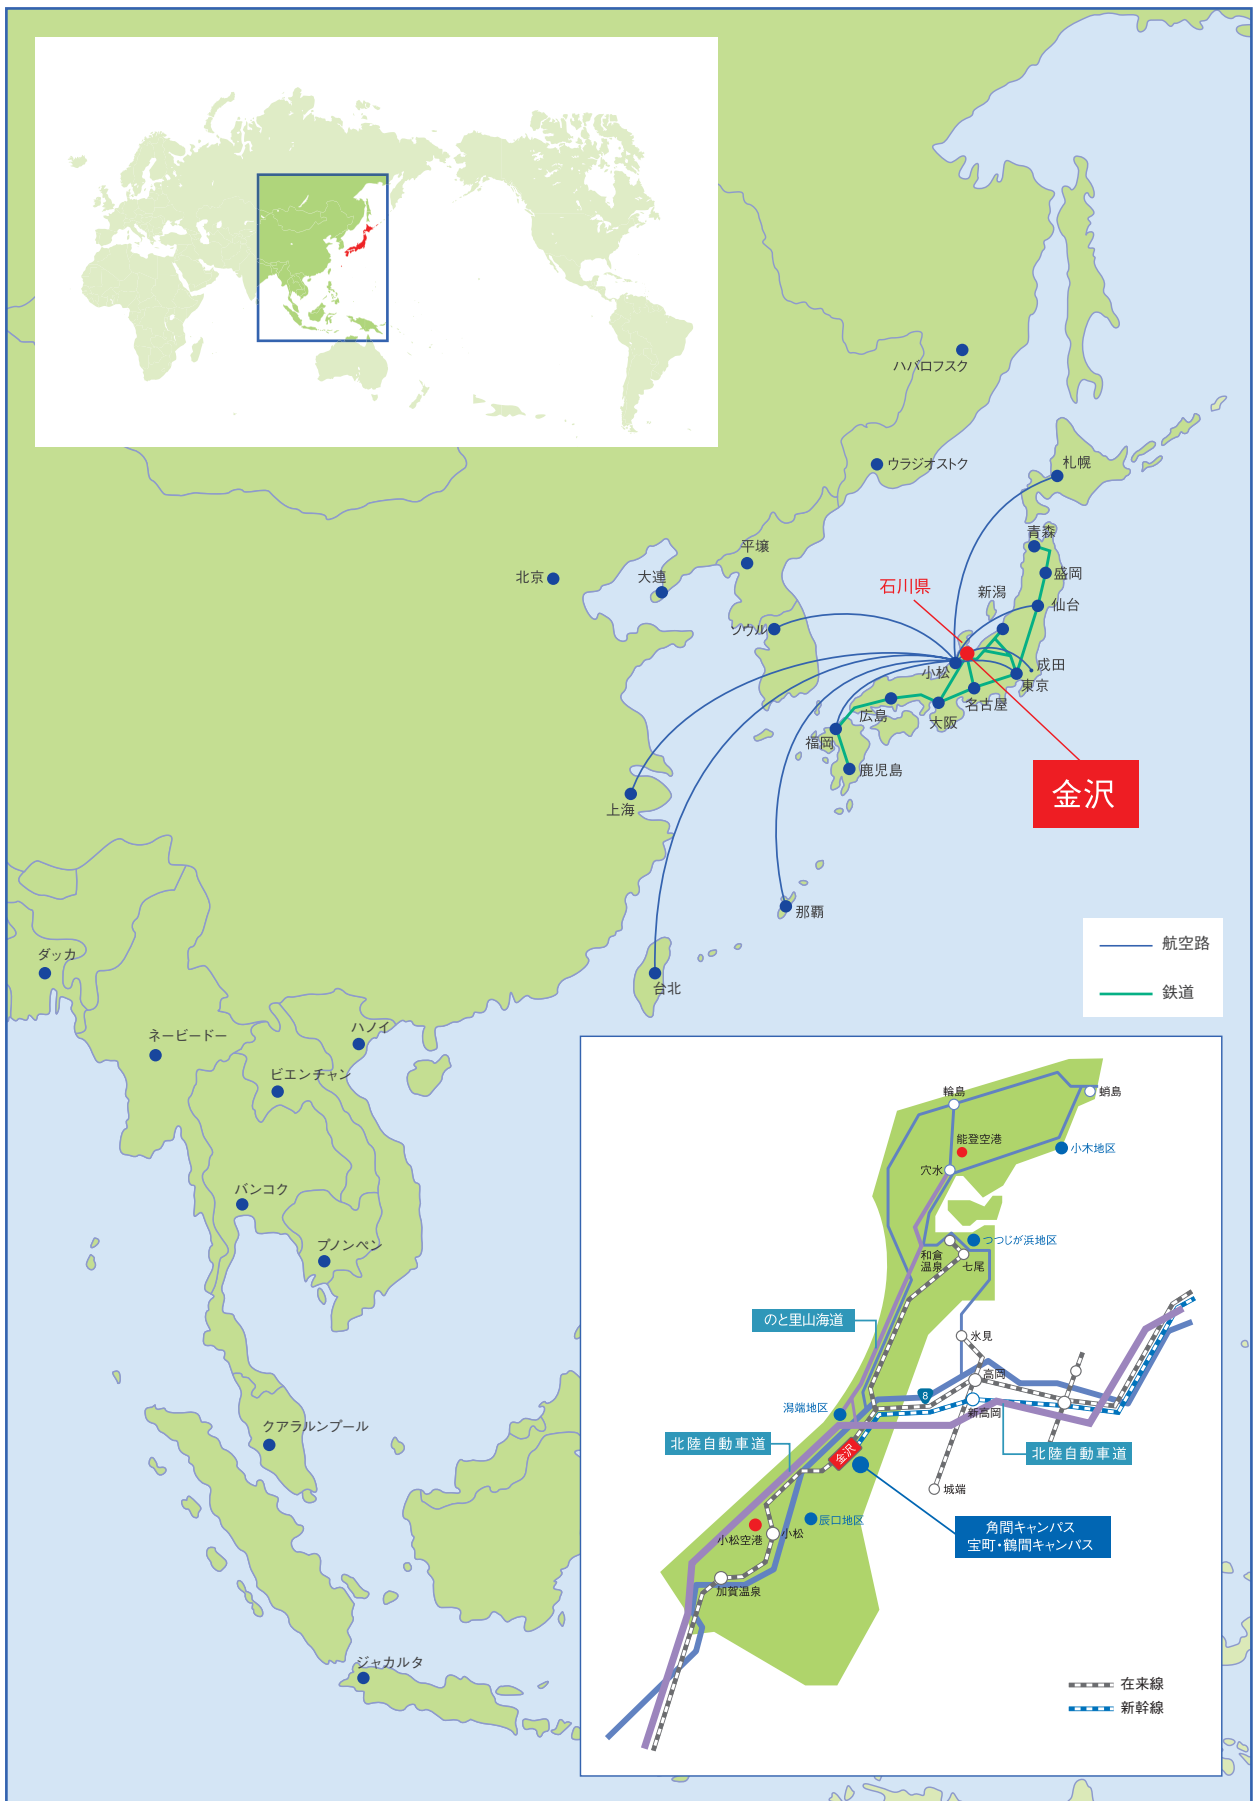 ハバロフスク
ウラジオストク
札幌
青森
平壌
北京
大連
盛岡
石川県
新潟
仙台
ソウル
成田
小松
東京
名古屋
広島
大阪
福岡
鹿児島
金沢
上海
那覇
航空路
ダッカ
台北
鉄道
ハノイ
ネービードー
ビエンチャン
バンコク
プノンペン
クアラルンプール
ジャカルタ
輪島
蛸島
能登空港
小木地区
穴水
つつじが浜地区
和倉
温泉
七尾
のと里山海道
氷見
高岡
8
潟端地区
新高岡
北陸自動車道
金沢
北陸自動車道
城端
角間キャンパス
宝町・鶴間キャンパス
辰口地区
小松空港
小松
加賀温泉
在来線
新幹線